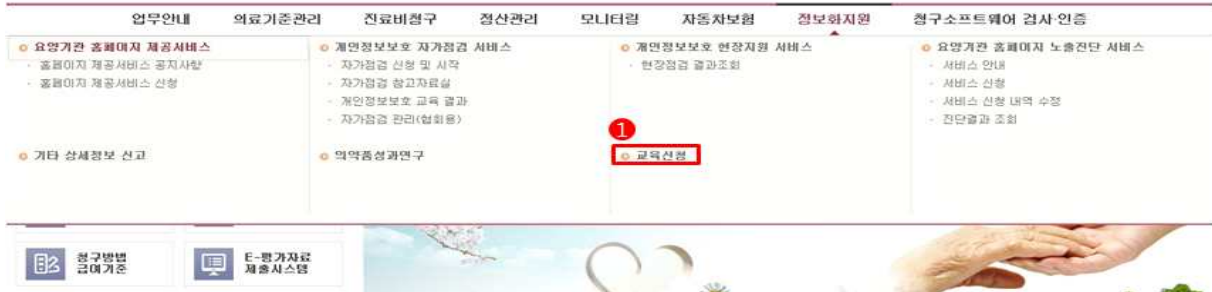 업무안내 의료기준관리 진료비청구 정산관리 모니터링 자동차보험 정보화지원 청구소프트웨어 검사·인증
요양기관 홈페이지 제공서비스
· 홈페이지 제공서비스 공지사항
· 홈페이지 제공서비스 신청
개인정보보호 자가점검 서비스
· 자가점검 신청 및 시작
· 자가점검 참고자료실
· 개인정보보호 교육 결과
· 자가점검 관리(협회용)
개인정보보호 현장지원 서비스
· 현장점검 결과조회
요양기관 홈페이지 노출진단 서비스
· 서비스 안내
· 서비스 신청
· 서비스 신청 내역 수정
· 진단결과 조회
기타 상세정보 신고
의약품성과연구
1
교육신청
청구방법
급여기준
E-평가자료
제출시스템